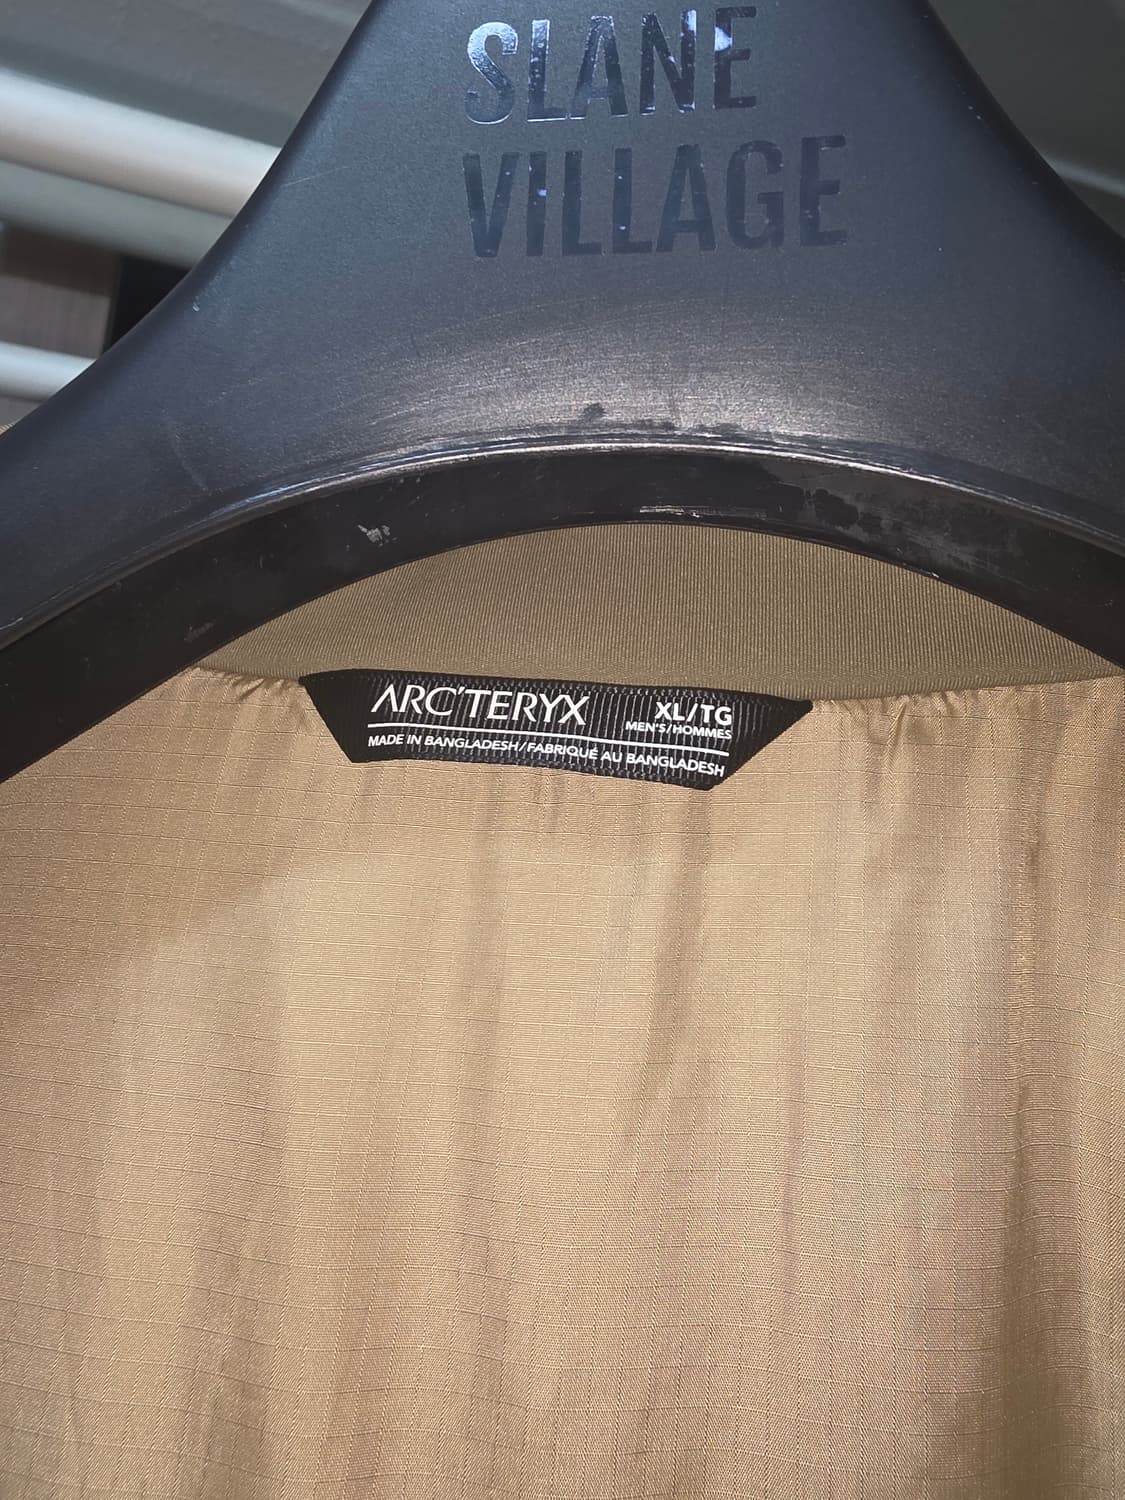 SLANE
VILLAGE
ARC'TERYX
XL/TG
MEN'S/HOMMES
MADE IN BANGLADESH/FABRIQUÉ AU BANGLADESH